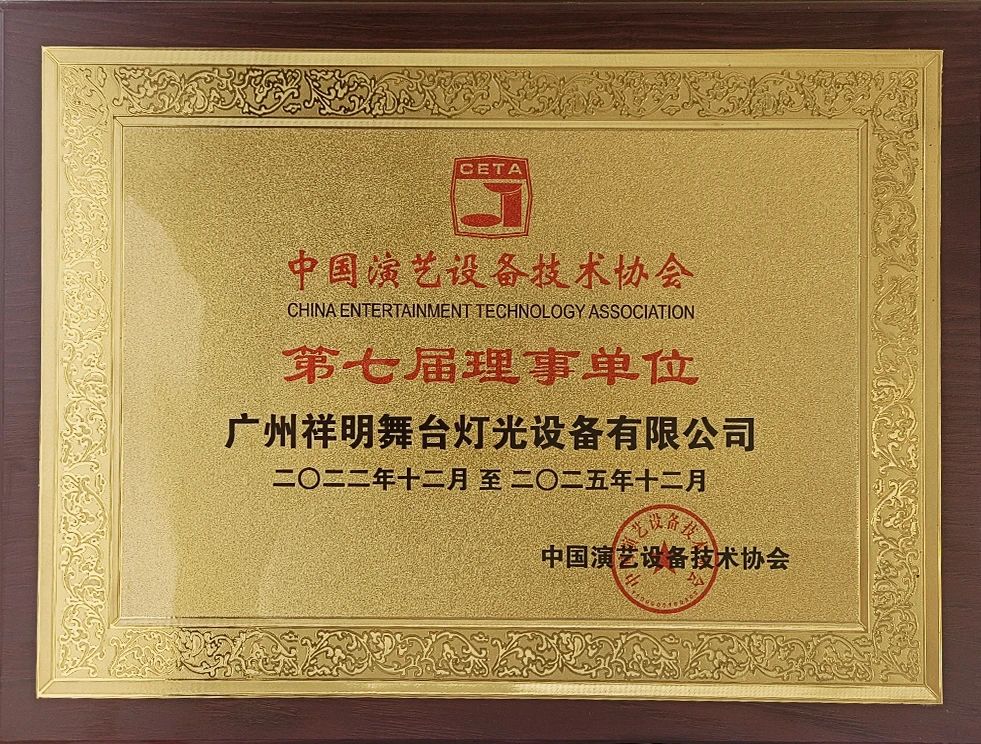 CETA
中国演艺设备技术协会
CHINA ENTERTAINMENT TECHNOLOGY ASSOCIATION
第七届理事单位
广州祥明舞台灯光设备有限公司
二〇二二年十二月 至 二〇二五年十二月
中国演艺设备技术协会